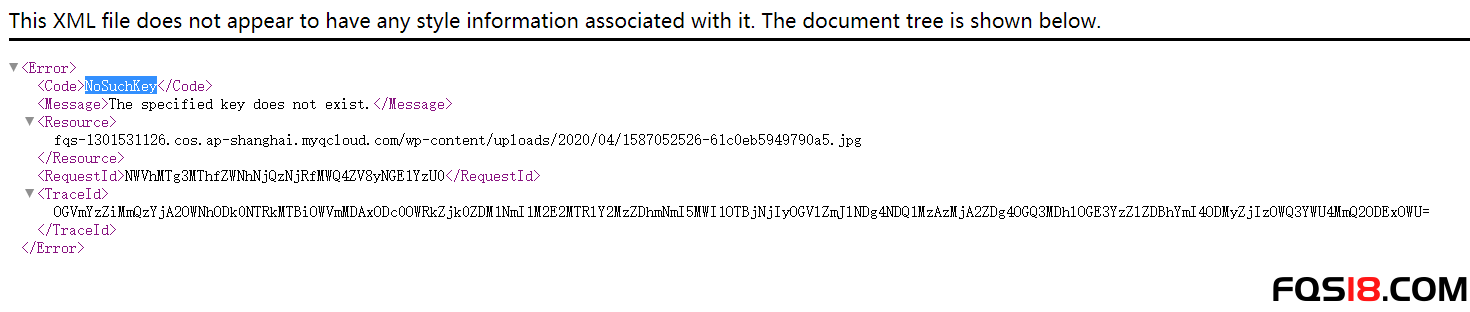 This XML file does not appear to have any style information associated with it. The document tree is shown below.
▼<Error>
<Code>NoSuchKey</Code>
<Message>The specified key does not exist.</Message>
▼<Resource>
fqs-1301531126.cos.ap-shanghai.myqcloud.com/wp-content/uploads/2020/04/1587052526-61c0eb5949790a5.jpg
</Resource>
<RequestId>NWVhMTg3MThfZWNhNjQzNjRfMWQ4ZV8yNGE1YzU0</RequestId>
▼<TraceId>
OGVmYzZiMmQzYjA2OWNhODk0NTRkMTBiOWVmMDAxODc0OWRkZjk0ZDM1NmI1M2E2MTR1Y2MzZDhmNmI5MWI1OTBjNjIyOGV1ZmJ1NDg4NDQ1MzAzMjA2ZDg4OGQ3MDh1OGE3YzZ1ZDBhYmI4ODMyZjIzOWQ3YWU4MmQ2ODExOWU=
</TraceId>
</Error>
FQSI8.COM